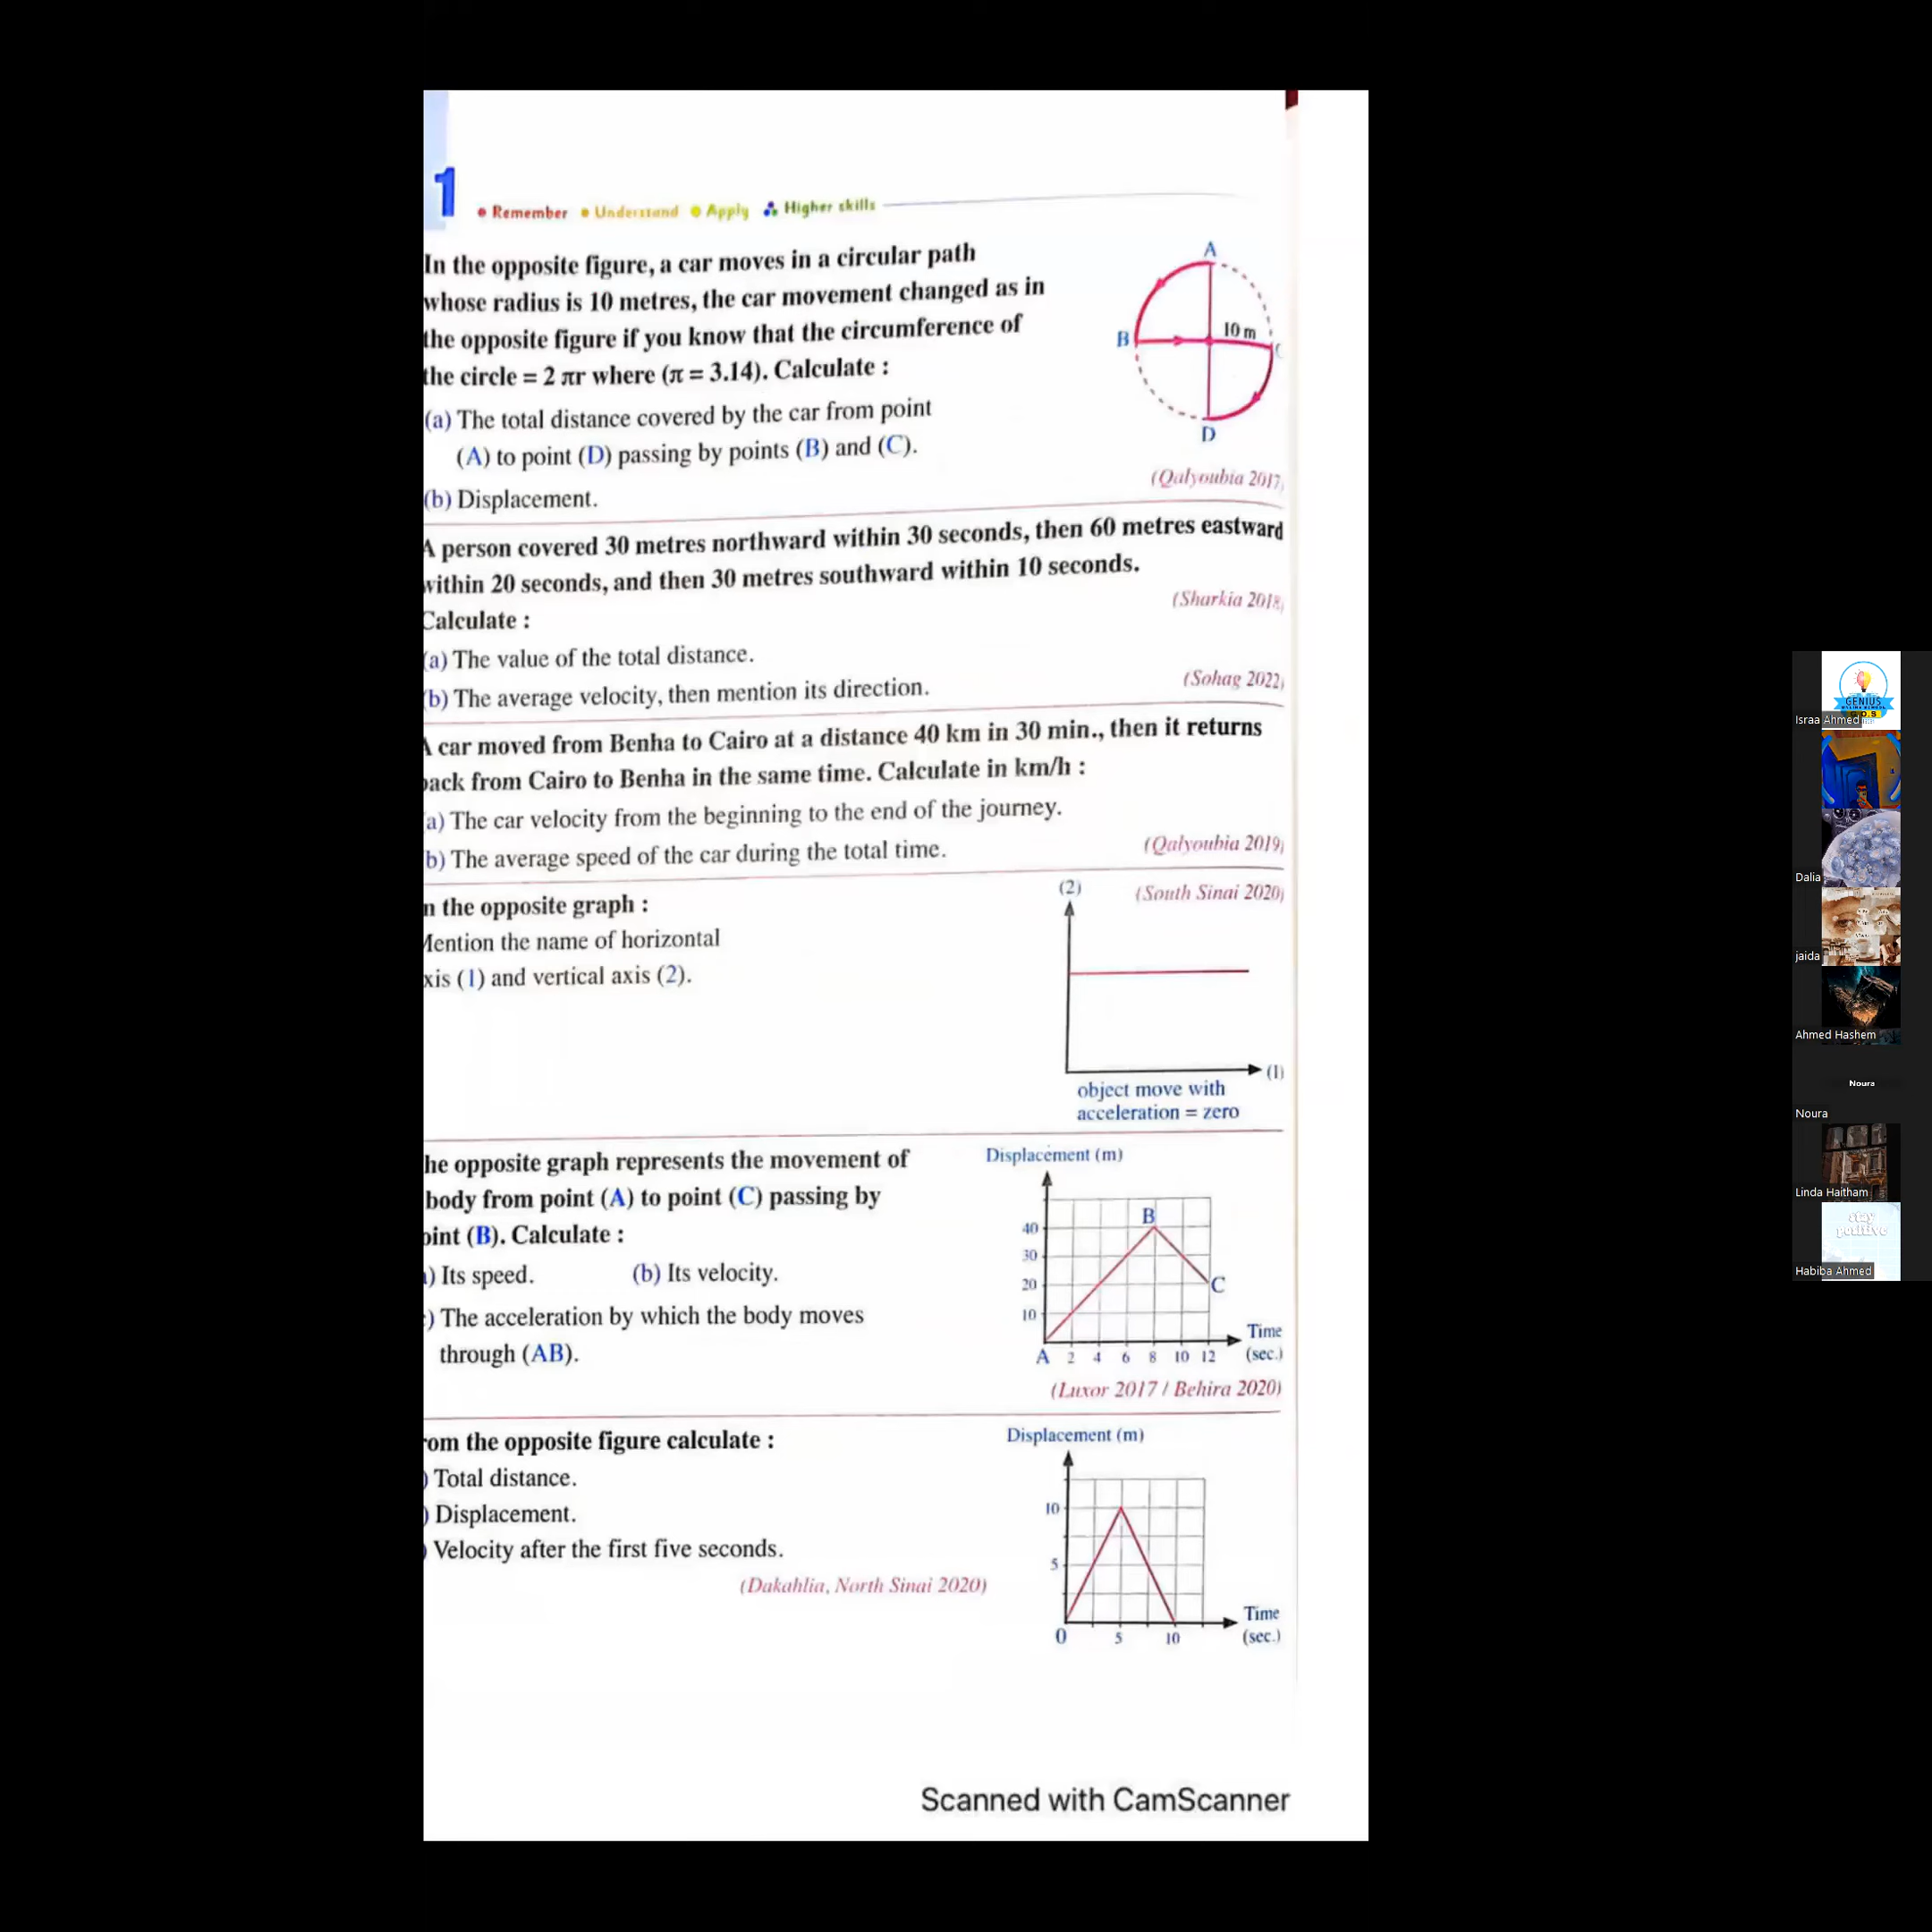 1
Remember Understand Apply Higher skills
In the opposite figure, a car moves in a circular path
whose radius is 10 metres, the car movement changed as in
the opposite figure if you know that the circumference of
the circle = 2 πr where (π = 3.14). Calculate :
(a) The total distance covered by the car from point
(A) to point (D) passing by points (B) and (C).
(b) Displacement.
A
B
10 m
C
D
(Qalyoubia 2017)
A person covered 30 metres northward within 30 seconds, then 60 metres eastward
within 20 seconds, and then 30 metres southward within 10 seconds.
(Sharkia 2018)
Calculate :
(a) The value of the total distance.
(b) The average velocity, then mention its direction.
(Sohag 2022)
A car moved from Benha to Cairo at a distance 40 km in 30 min., then it returns
back from Cairo to Benha in the same time. Calculate in km/h :
a) The car velocity from the beginning to the end of the journey.
b) The average speed of the car during the total time.
(Qalyoubia 2019)
n the opposite graph :
Mention the name of horizontal
xis (1) and vertical axis (2).
(South Sinai 2020)
(2)
(1)
object move with
acceleration = zero
he opposite graph represents the movement of
body from point (A) to point (C) passing by
oint (B). Calculate :
) Its speed. (b) Its velocity.
) The acceleration by which the body moves
through (AB).
Displacement (m)
40
30
20
10
B
C
A 2 4 6 8 10 12
Time
(sec.)
(Luxor 2017 / Behira 2020)
rom the opposite figure calculate :
) Total distance.
) Displacement.
) Velocity after the first five seconds.
(Dakahlia, North Sinai 2020)
Displacement (m)
10
5
0 5 10
Time
(sec.)
Scanned with CamScanner
GENIUS
Israa Ahmed
Dalia
jaida
Ahmed Hashem
Noura
Noura
Linda Haitham
stay
positive
Habiba Ahmed